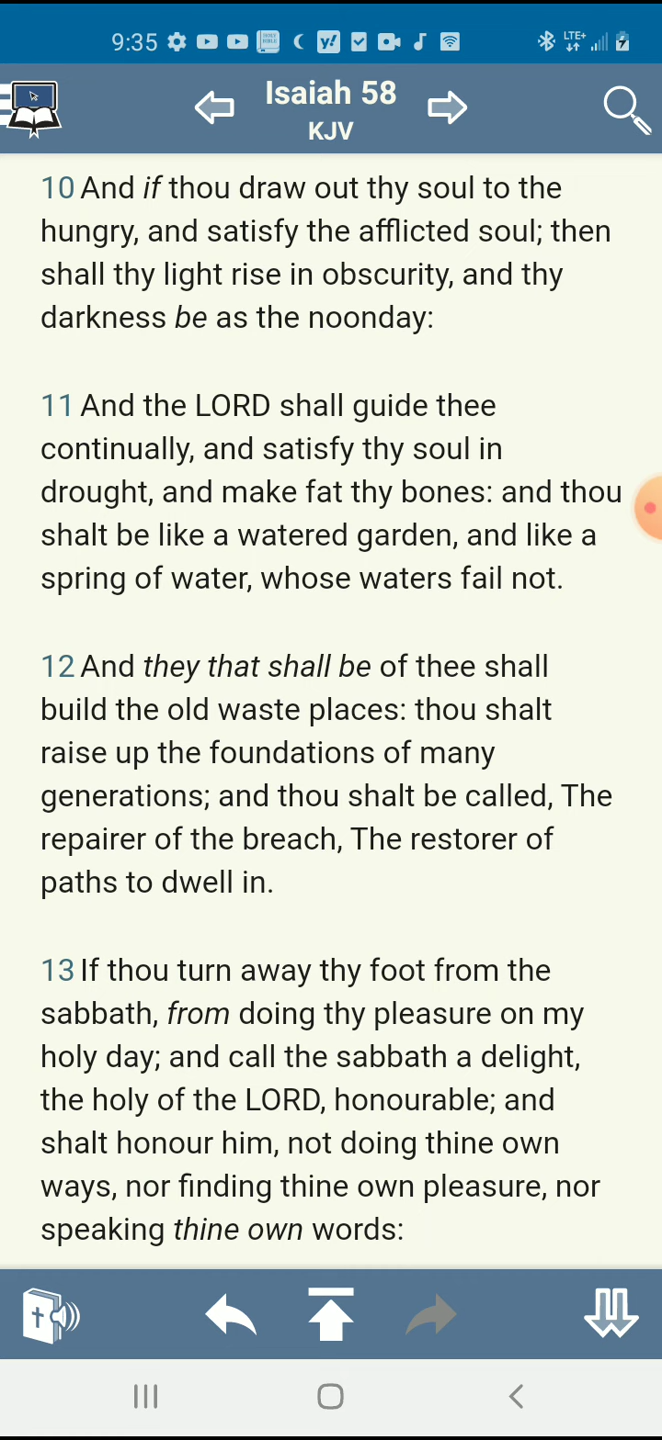 9:35 HOLY BIBLE y! LTE+
Isaiah 58
KJV
10 And if thou draw out thy soul to the
hungry, and satisfy the afflicted soul; then
shall thy light rise in obscurity, and thy
darkness be as the noonday:
11 And the LORD shall guide thee
continually, and satisfy thy soul in
drought, and make fat thy bones: and thou
shalt be like a watered garden, and like a
spring of water, whose waters fail not.
12 And they that shall be of thee shall
build the old waste places: thou shalt
raise up the foundations of many
generations; and thou shalt be called, The
repairer of the breach, The restorer of
paths to dwell in.
13 If thou turn away thy foot from the
sabbath, from doing thy pleasure on my
holy day; and call the sabbath a delight,
the holy of the LORD, honourable; and
shalt honour him, not doing thine own
ways, nor finding thine own pleasure, nor
speaking thine own words: